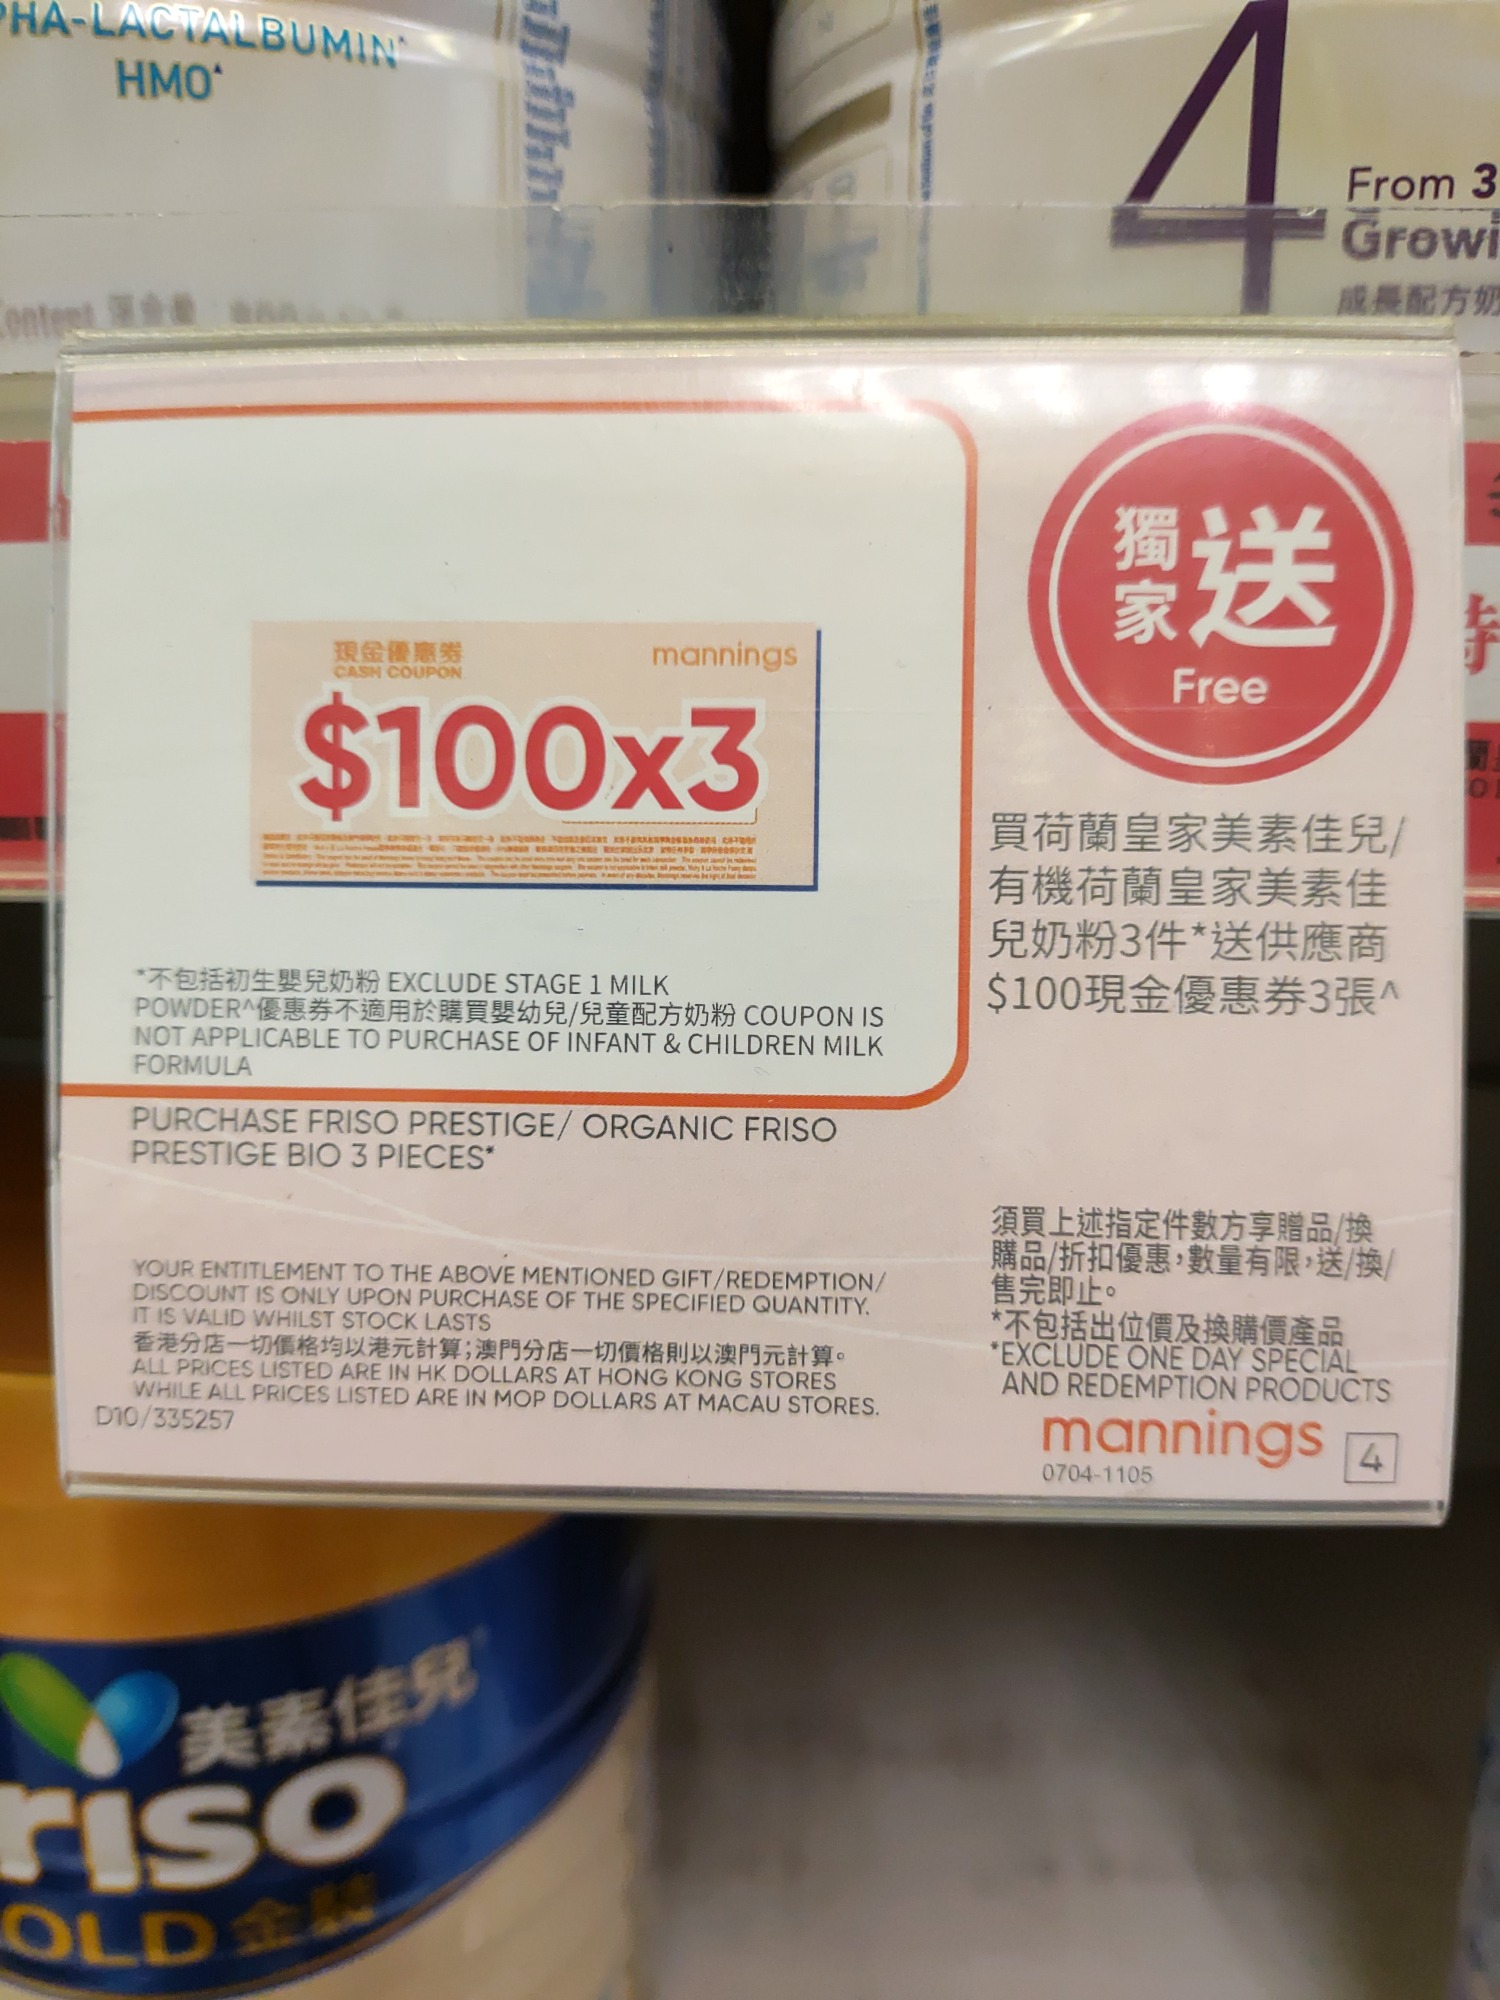 PHA-LACTALBUMIN
HMO
4
From 3
Growi
成長配方奶
Content 淨含量
獨家送
Free
現金優惠券
CASH COUPON
mannings
$100x3
買荷蘭皇家美素佳兒/
有機荷蘭皇家美素佳
兒奶粉3件*送供應商
$100現金優惠券3張^
*不包括初生嬰兒奶粉 EXCLUDE STAGE 1 MILK
POWDER^優惠券不適用於購買嬰幼兒/兒童配方奶粉 COUPON IS
NOT APPLICABLE TO PURCHASE OF INFANT & CHILDREN MILK
FORMULA
PURCHASE FRISO PRESTIGE/ ORGANIC FRISO
PRESTIGE BIO 3 PIECES*
YOUR ENTITLEMENT TO THE ABOVE MENTIONED GIFT/REDEMPTION/
DISCOUNT IS ONLY UPON PURCHASE OF THE SPECIFIED QUANTITY.
IT IS VALID WHILST STOCK LASTS
香港分店一切價格均以港元計算;澳門分店一切價格則以澳門元計算。
ALL PRICES LISTED ARE IN HK DOLLARS AT HONG KONG STORES
WHILE ALL PRICES LISTED ARE IN MOP DOLLARS AT MACAU STORES.
D10/335257
須買上述指定件數方享贈品/換
購品/折扣優惠，數量有限，送/換/
售完即止。
*不包括出位價及換購價產品
*EXCLUDE ONE DAY SPECIAL
AND REDEMPTION PRODUCTS
mannings
0704-1105
4
美素佳兒
riso
OLD 金裝